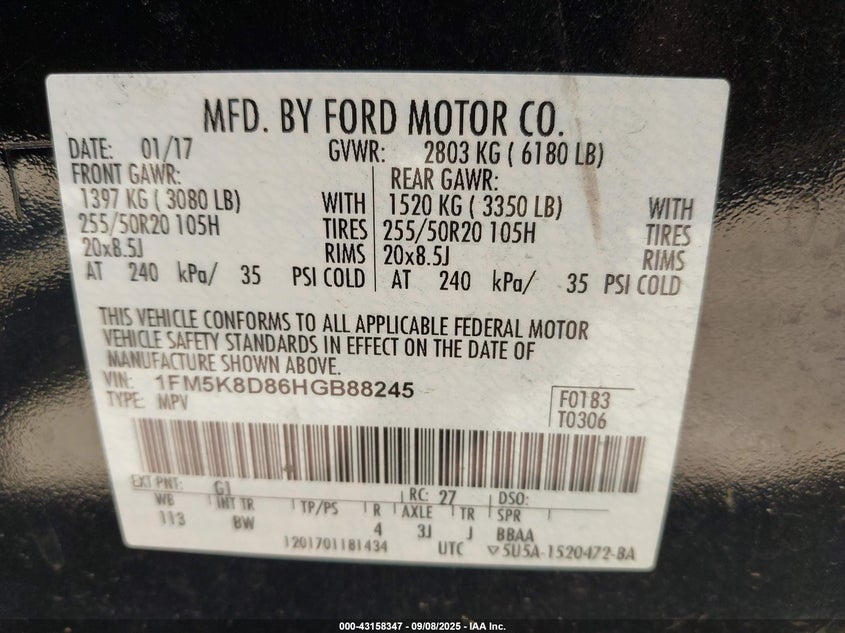 MFD. BY FORD MOTOR CO.
DATE: 01/17 GVWR: 2803 KG ( 6180 LB)
FRONT GAWR: REAR GAWR:
1397 KG ( 3080 LB) WITH 1520 KG ( 3350 LB) WITH
255/50R20 105H TIRES 255/50R20 105H TIRES
20x8.5J RIMS 20x8.5J RIMS
AT 240 kPa/ 35 PSI COLD AT 240 kPa/ 35 PSI COLD
THIS VEHICLE CONFORMS TO ALL APPLICABLE FEDERAL MOTOR
VEHICLE SAFETY STANDARDS IN EFFECT ON THE DATE OF
MANUFACTURE SHOWN ABOVE.
VIN: 1FM5K8D86HGB88245
TYPE: MPV
F0183
T0306
EXT PNT: G1 RC: 27 DSO:
WB INT TR TP/PS R AXLE TR SPR
113 BW 4 3J J BBAA
1201701181434 UTC ▽5U5A-1520472-BA
000-43158347 - 09/08/2025 - IAA Inc.